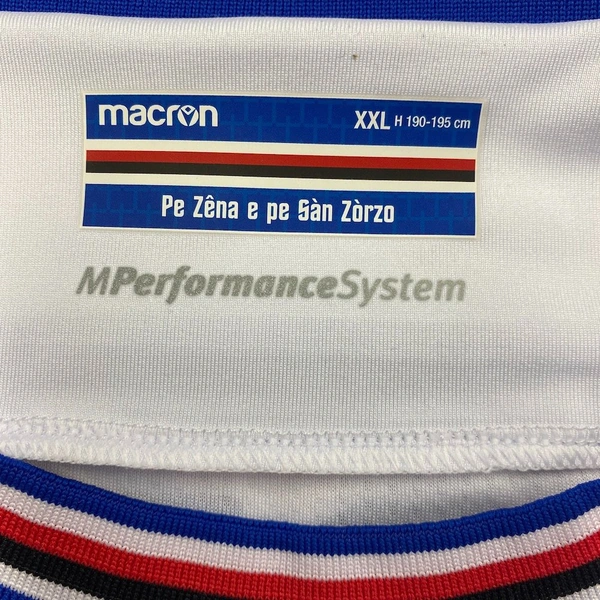 macron
XXL H 190-195 cm
Pe Zêna e pe Sàn Zòrzo
MPerformanceSystem